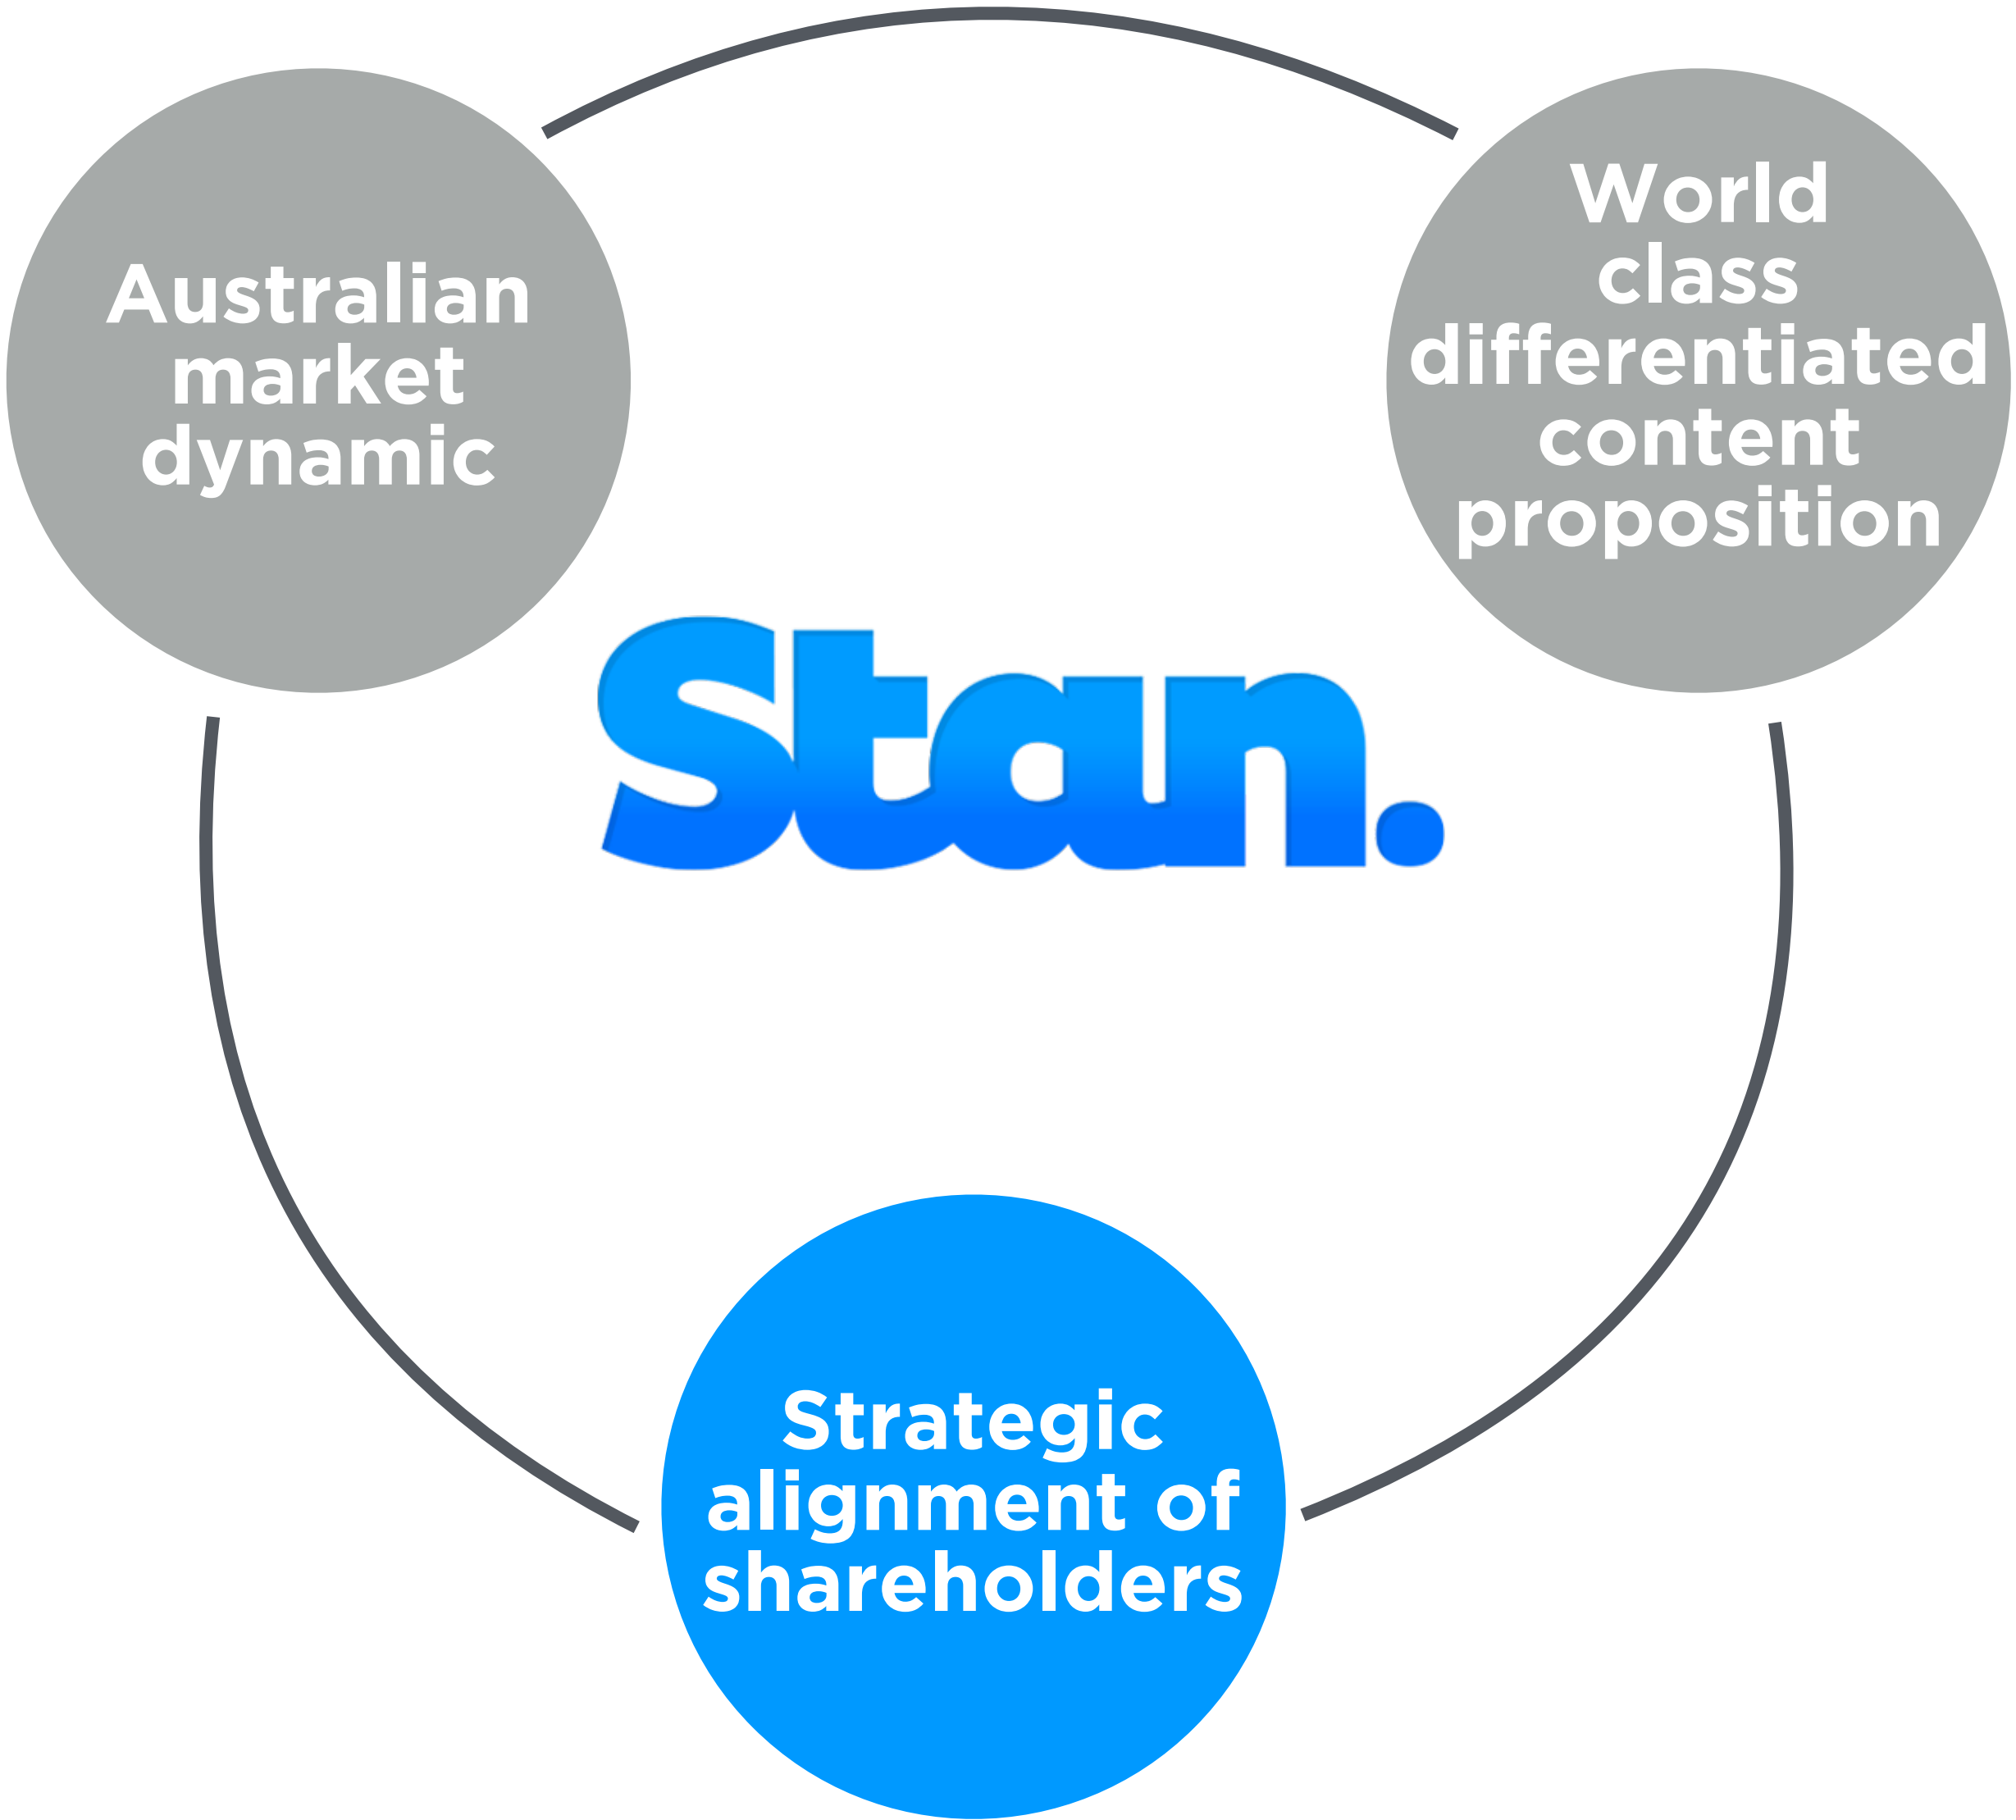 Australian
market
dynamic
World
class
differentiated
content
proposition
Stan.
Strategic
alignment of
shareholders